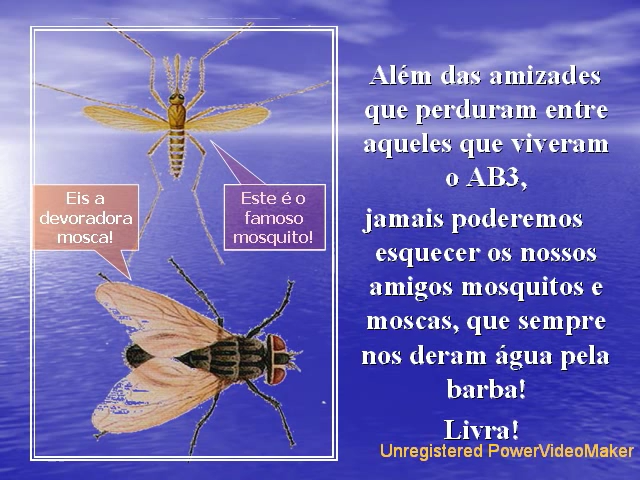 Eis a
devoradora
mosca!
Este é o
famoso
mosquito!
Além das amizades
que perduram entre
aqueles que viveram
o AB3,
jamais poderemos
esquecer os nossos
amigos mosquitos e
moscas, que sempre
nos deram água pela
barba!
Livra!
Unregistered PowerVideoMaker